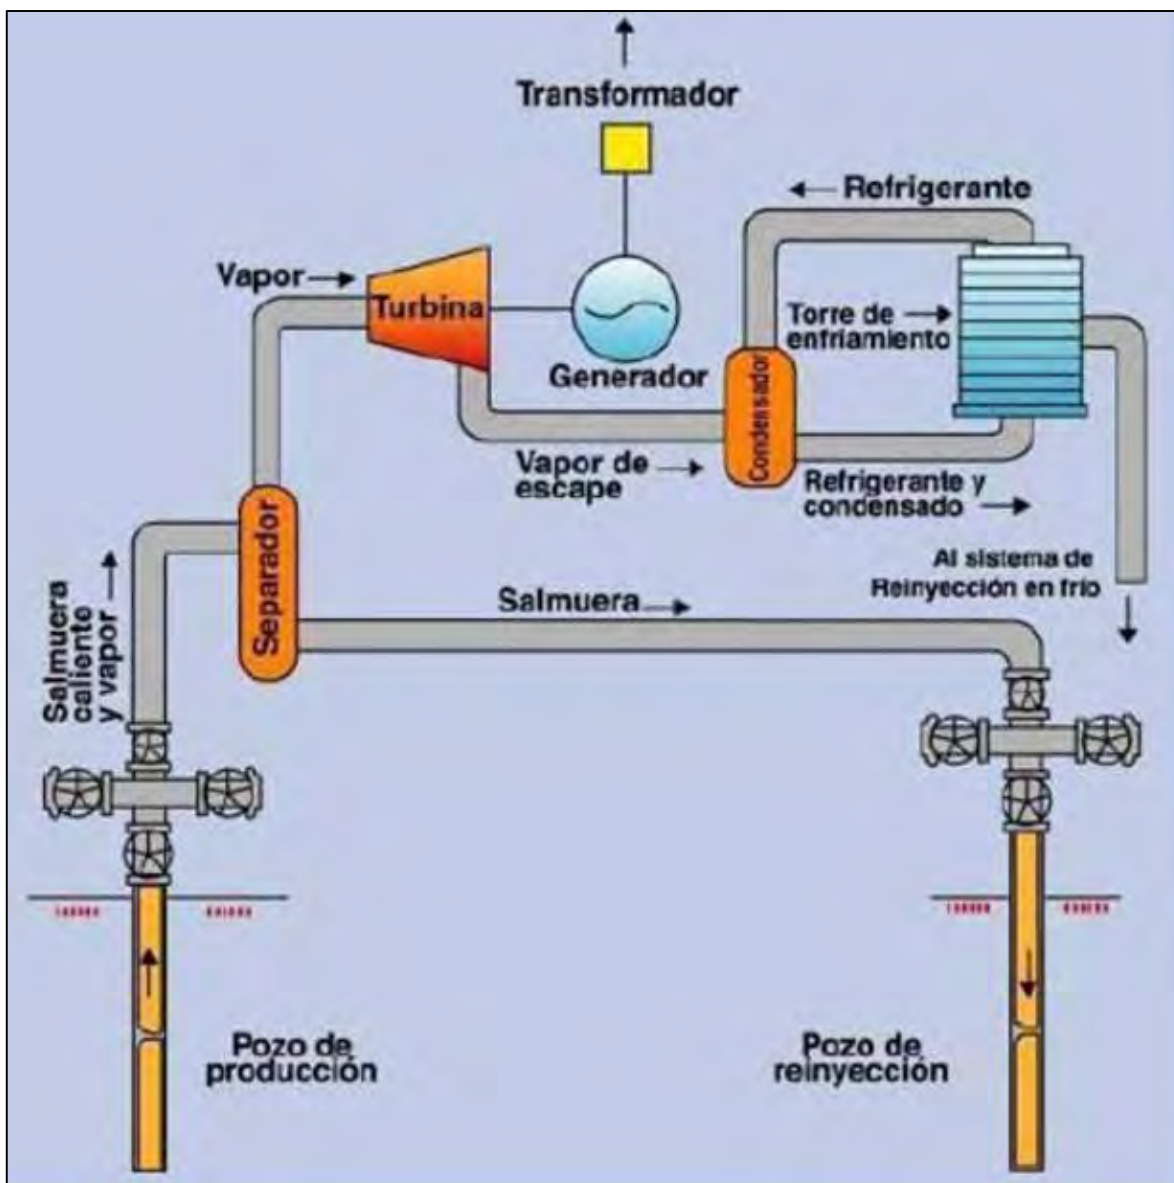 Transformador
Refrigerante
Vapor
Turbina
Torre de
enfriamiento
Generador
Condensador
Vapor de
escape
Refrigerante y
condensado
Separador
Al sistema de
Reinyección en frío
Salmuera
Salmuera
caliente
y vapor
Pozo de
producción
Pozo de
reinyección